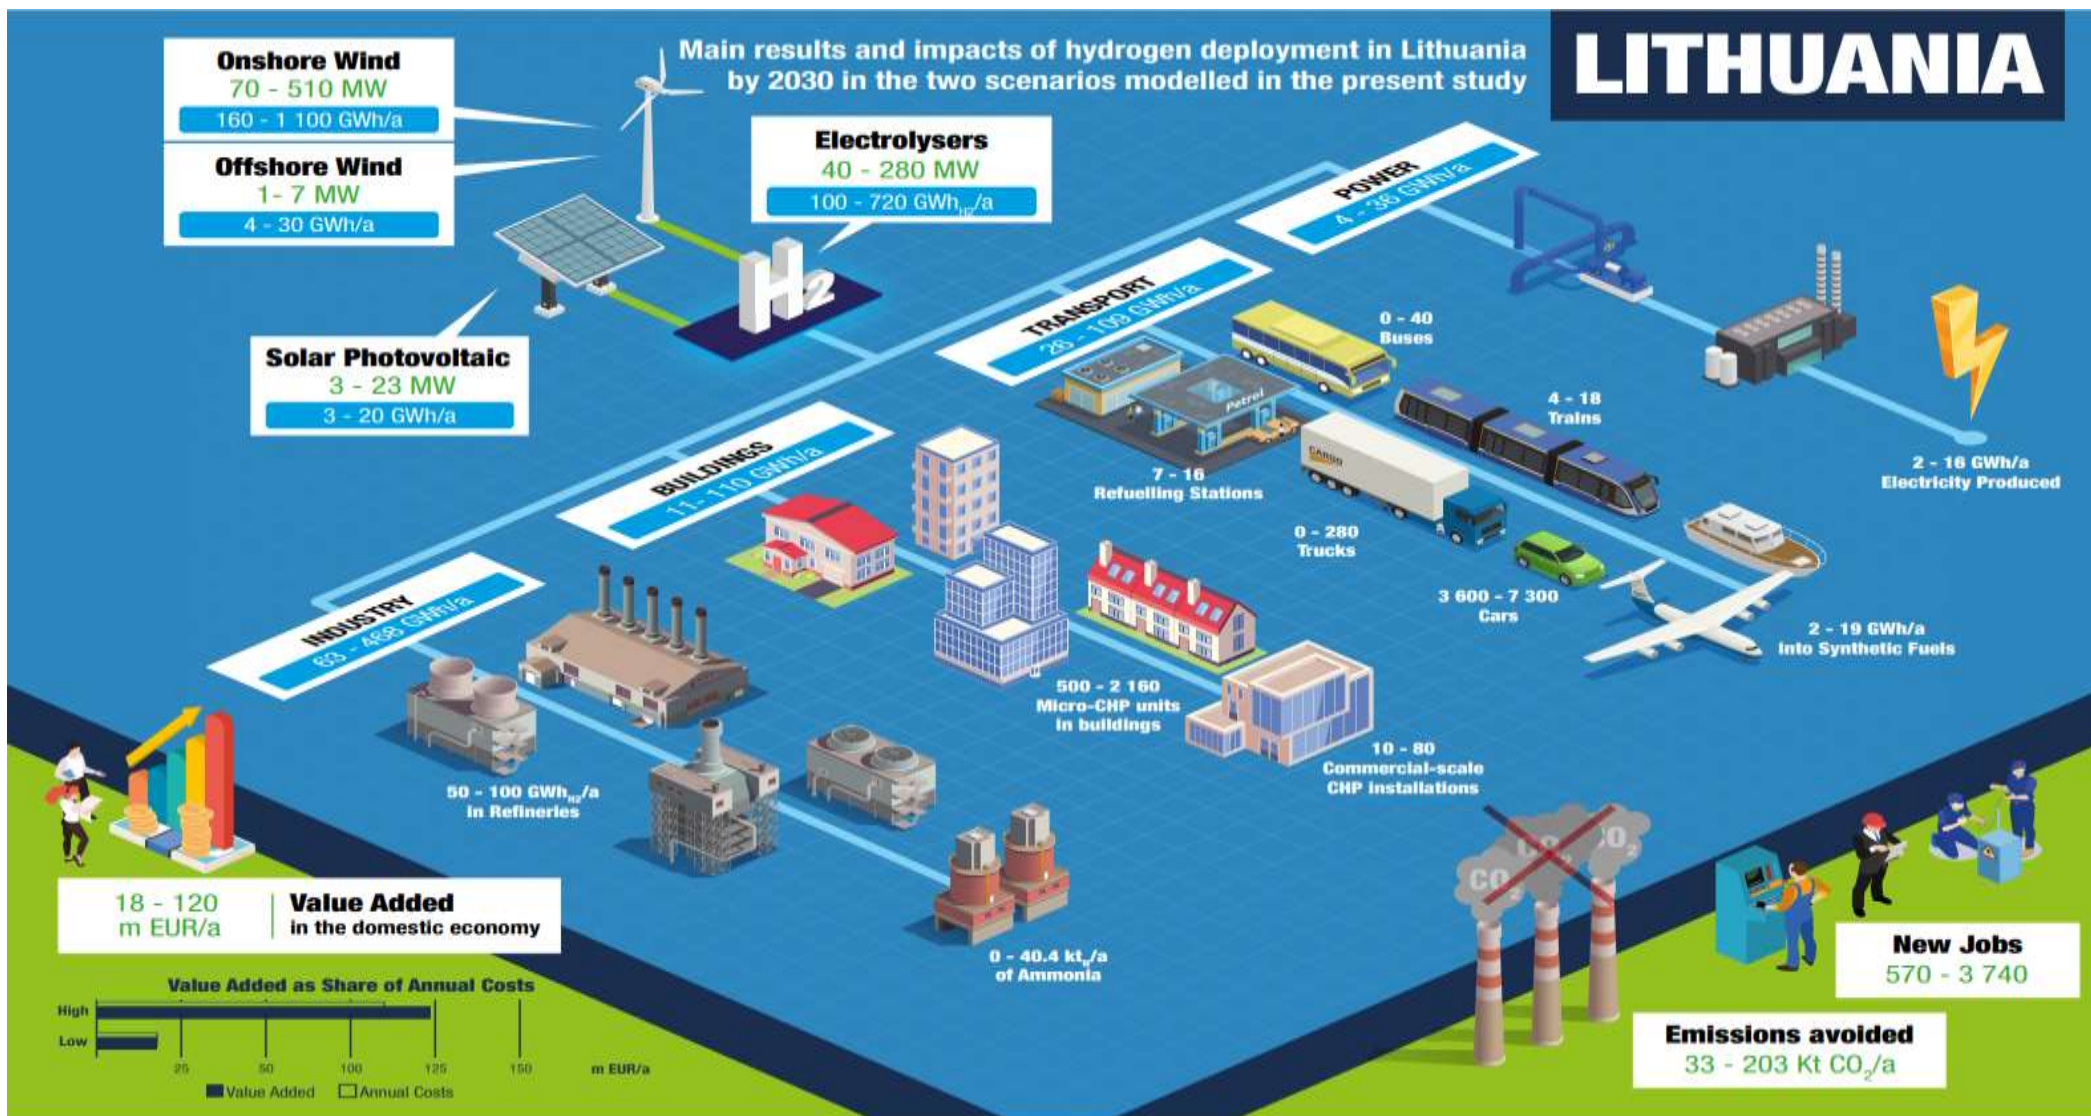 LITHUANIA
Main results and impacts of hydrogen deployment in Lithuania
by 2030 in the two scenarios modelled in the present study
Onshore Wind
70 - 510 MW
160 - 1 100 GWh/a
Offshore Wind
1- 7 MW
4 - 30 GWh/a
Electrolysers
40 - 280 MW
100 - 720 GWhH2/a
Solar Photovoltaic
3 - 23 MW
3 - 20 GWh/a
POWER
4 - 36 GWh/a
TRANSPORT
26 - 109 GWh/a
BUILDINGS
11- 110 GWh/a
INDUSTRY
63 - 468 GWh/a
H2
Petrol
CARGO
0 - 40
Buses
4 - 18
Trains
7 - 16
Refuelling Stations
0 - 280
Trucks
3 600 - 7 300
Cars
2 - 16 GWh/a
Electricity Produced
2 - 19 GWh/a
Into Synthetic Fuels
500 - 2 160
Micro-CHP units
in buildings
10 - 80
Commercial-scale
CHP installations
50 - 100 GWhH2/a
in Refineries
0 - 40.4 kt/a
of Ammonia
CO2
18 - 120
m EUR/a
Value Added
in the domestic economy
Value Added as Share of Annual Costs
High
Low
25 50 100 125 150 m EUR/a
Value Added Annual Costs
New Jobs
570 - 3 740
Emissions avoided
33 - 203 Kt CO2/a